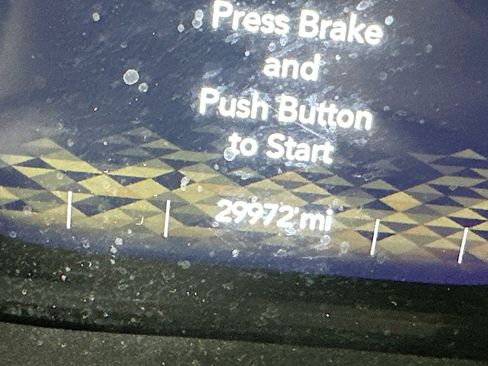 Press Brake
and
Push Button
to Start
29972 mi